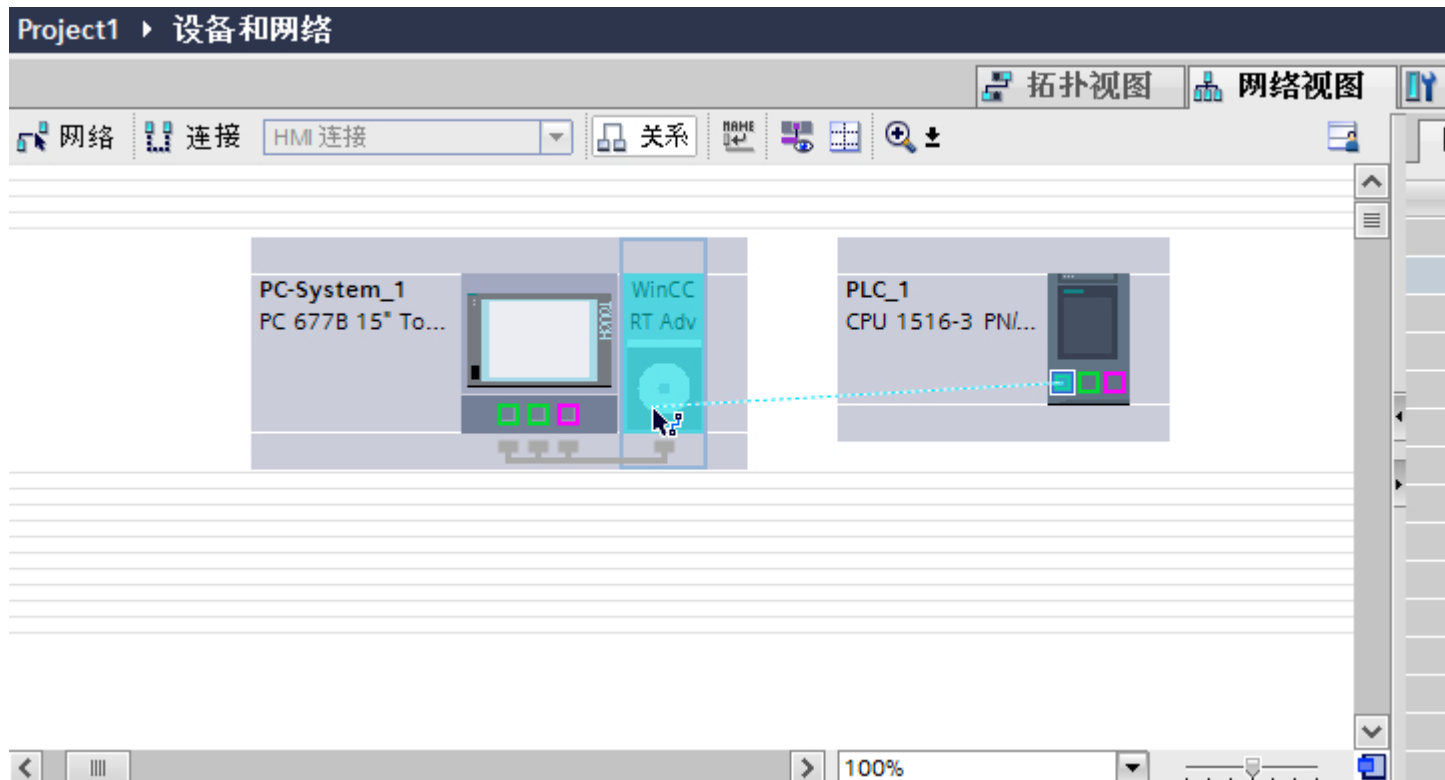 Project1 ▸ 设备和网络
拓扑视图 网络视图
网络 连接 HMI 连接 关系
PC-System_1
PC 677B 15" To...
WinCC
RT Adv
TOUCH
PLC_1
CPU 1516-3 PN/...
100%